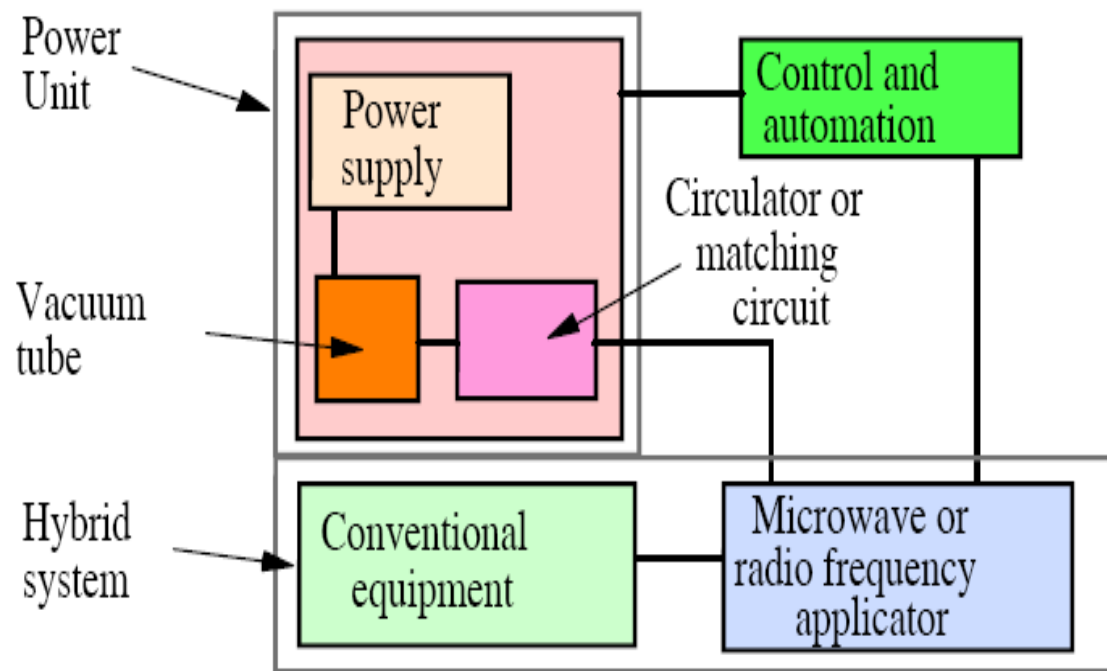 Power
Unit
Power
supply
Control and
automation
Circulator or
matching
circuit
Vacuum
tube
Hybrid
system
Conventional
equipment
Microwave or
radio frequency
applicator